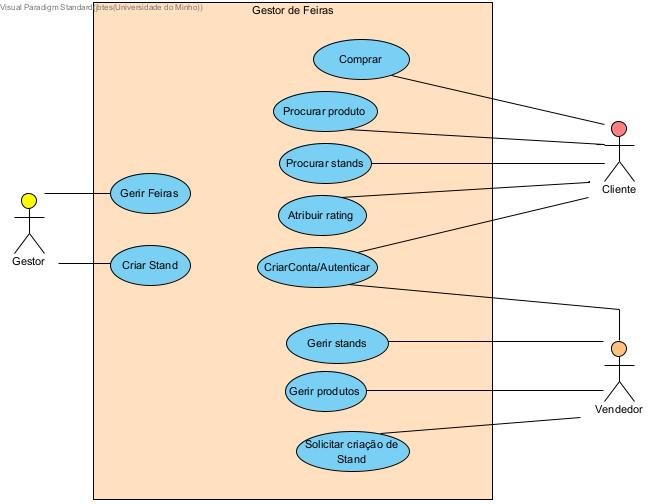 Visual Paradigm Standard(btes(Universidade do Minho))
Gestor de Feiras
Comprar
Procurar produto
Procurar stands
Cliente
Gerir Feiras
Atribuir rating
Gestor
Criar Stand
CriarConta/Autenticar
Gerir stands
Gerir produtos
Vendedor
Solicitar criação de
Stand